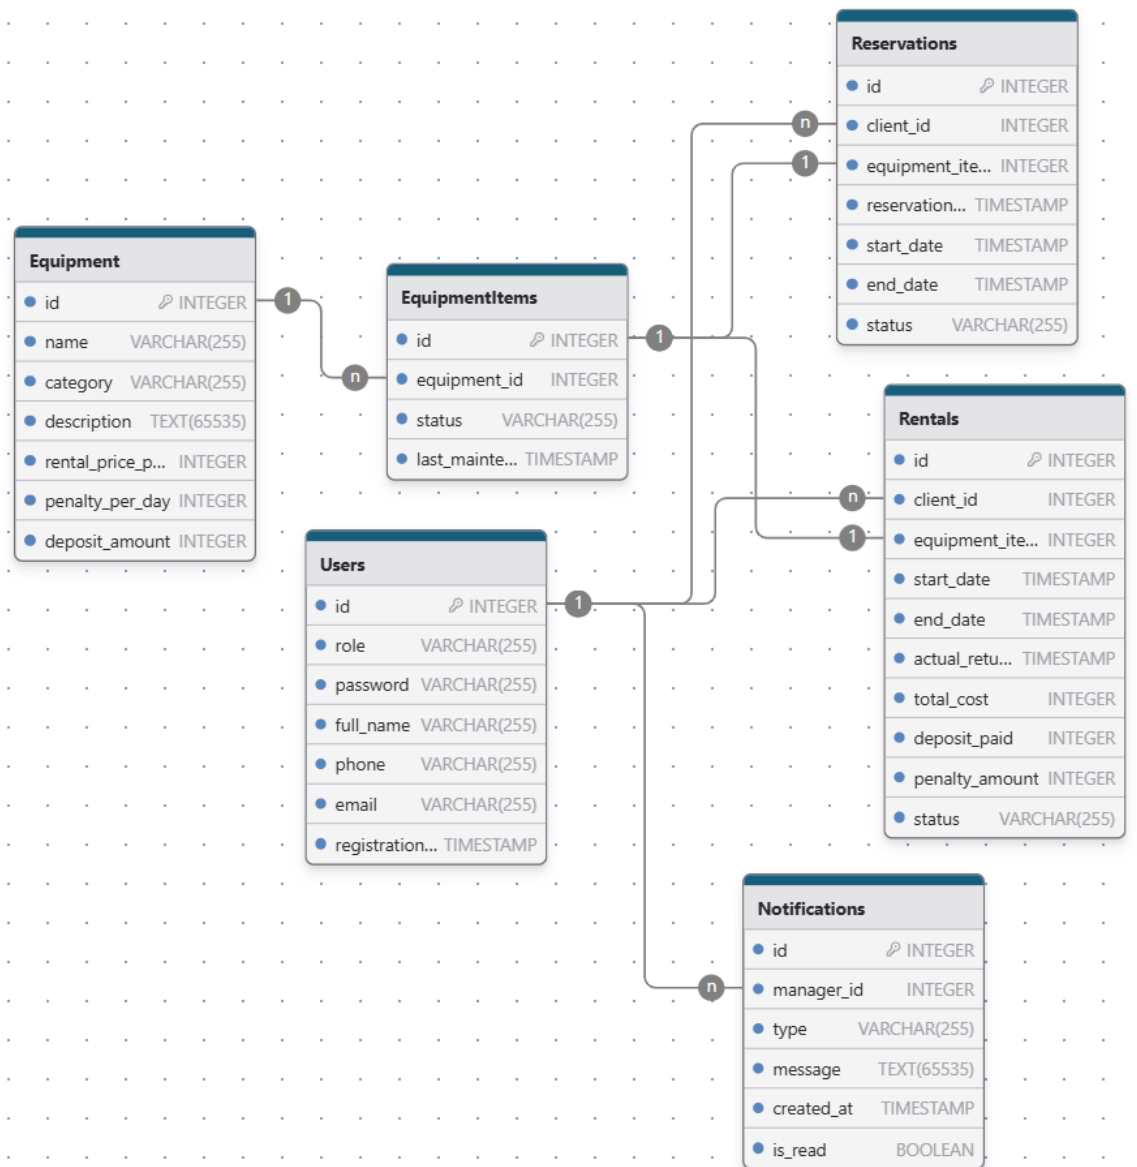 Reservations
id INTEGER
n client_id INTEGER
1 equipment_ite... INTEGER
reservation... TIMESTAMP
start_date TIMESTAMP
end_date TIMESTAMP
status VARCHAR(255)
Equipment
id INTEGER 1
name VARCHAR(255)
category VARCHAR(255)
description TEXT(65535)
rental_price_p... INTEGER
penalty_per_day INTEGER
deposit_amount INTEGER
EquipmentItems
id INTEGER 1
n equipment_id INTEGER
status VARCHAR(255)
last_mainte... TIMESTAMP
Rentals
id INTEGER
n client_id INTEGER
1 equipment_ite... INTEGER
start_date TIMESTAMP
end_date TIMESTAMP
actual_retu... TIMESTAMP
total_cost INTEGER
deposit_paid INTEGER
penalty_amount INTEGER
status VARCHAR(255)
Users
id INTEGER 1
role VARCHAR(255)
password VARCHAR(255)
full_name VARCHAR(255)
phone VARCHAR(255)
email VARCHAR(255)
registration... TIMESTAMP
Notifications
id INTEGER
n manager_id INTEGER
type VARCHAR(255)
message TEXT(65535)
created_at TIMESTAMP
is_read BOOLEAN